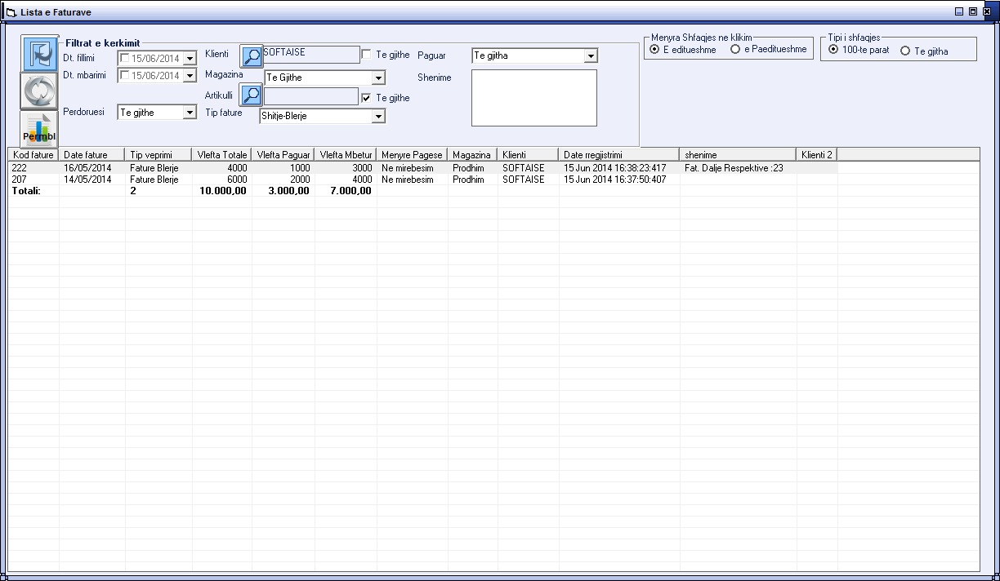 Lista e Faturave
Filtrat e kerkimit
Dt. fillimi 15/06/2014
Dt. mbarimi 15/06/2014
Perdoruesi Te gjithe
Permbl
Klienti SOFTAISE Te gjithe
Magazina Te Gjithe
Artikulli Te gjithe
Tip fature Shitje-Blerje
Paguar Te gjitha
Shenime
Menyra Shfaqjes ne klikim
E editueshme e Paeditueshme
Tipi i shfaqjes
100-te parat Te gjitha
Kod fature Date fature Tip veprimi Vlefta Totale Vlefta Paguar Vlefta Mbetur Menyre Pagese Magazina Klienti Date rregjistrimi shenime Klienti 2
222 16/05/2014 Fature Blerje 4000 1000 3000 Ne mirebesim Prodhim SOFTAISE 15 Jun 2014 16:38:23:417 Fat. Dalje Respektive :23
207 14/05/2014 Fature Blerje 6000 2000 4000 Ne mirebesim Prodhim SOFTAISE 15 Jun 2014 16:37:50:407
Totali: 2 10.000,00 3.000,00 7.000,00